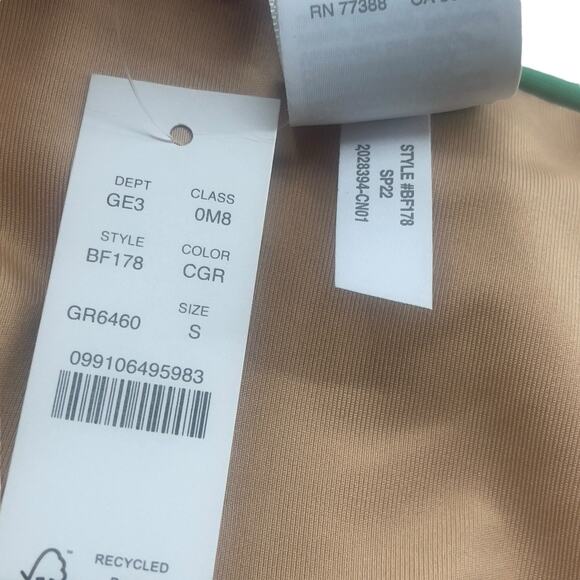 RN 77388
DEPT CLASS
GE3 0M8
STYLE COLOR
BF178 CGR
SIZE
GR6460 S
099106495983
RECYCLED
STYLE #BF178
SP22
2028394-CN01